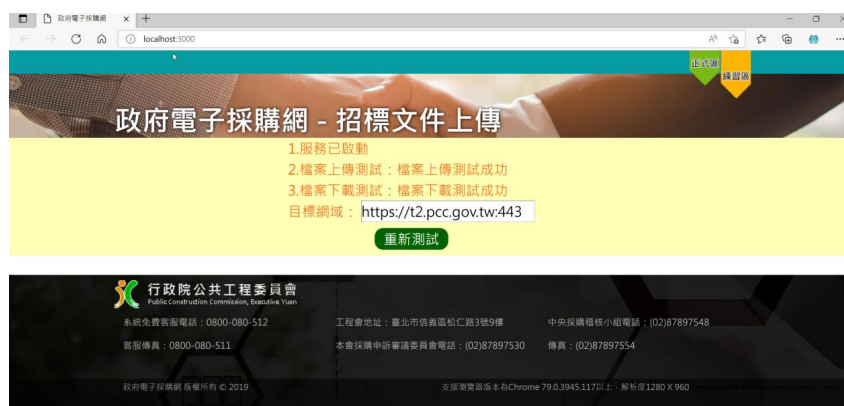 政府電子採購網
localhost:3000
正式區
練習區
政府電子採購網 - 招標文件上傳
1.服務已啟動
2.檔案上傳測試：檔案上傳測試成功
3.檔案下載測試：檔案下載測試成功
目標網域： https://t2.pcc.gov.tw:443
重新測試
行政院公共工程委員會
Public Construction Commission, Executive Yuan
系統免費客服電話：0800-080-512 工程會地址：臺北市信義區松仁路3號9樓 中央採購稽核小組電話：(02)87897548
客服傳真：0800-080-511 本會採購申訴審議委員會電話：(02)87897530 傳真：(02)87897554
政府電子採購網 版權所有 © 2019 支援瀏覽器版本為Chrome 79.0.3945.117以上，解析度1280 X 960